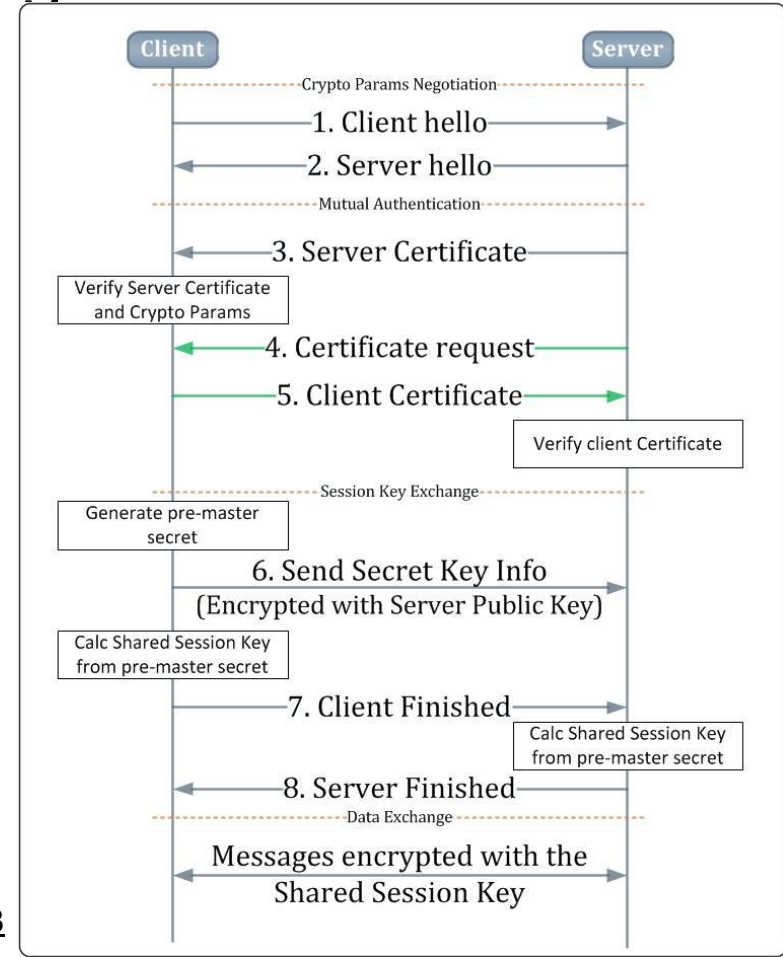 Client
Server
Crypto Params Negotiation
1. Client hello
2. Server hello
Mutual Authentication
3. Server Certificate
Verify Server Certificate
and Crypto Params
4. Certificate request
5. Client Certificate
Verify client Certificate
Session Key Exchange
Generate pre-master
secret
6. Send Secret Key Info
(Encrypted with Server Public Key)
Calc Shared Session Key
from pre-master secret
7. Client Finished
Calc Shared Session Key
from pre-master secret
8. Server Finished
Data Exchange
Messages encrypted with the
Shared Session Key